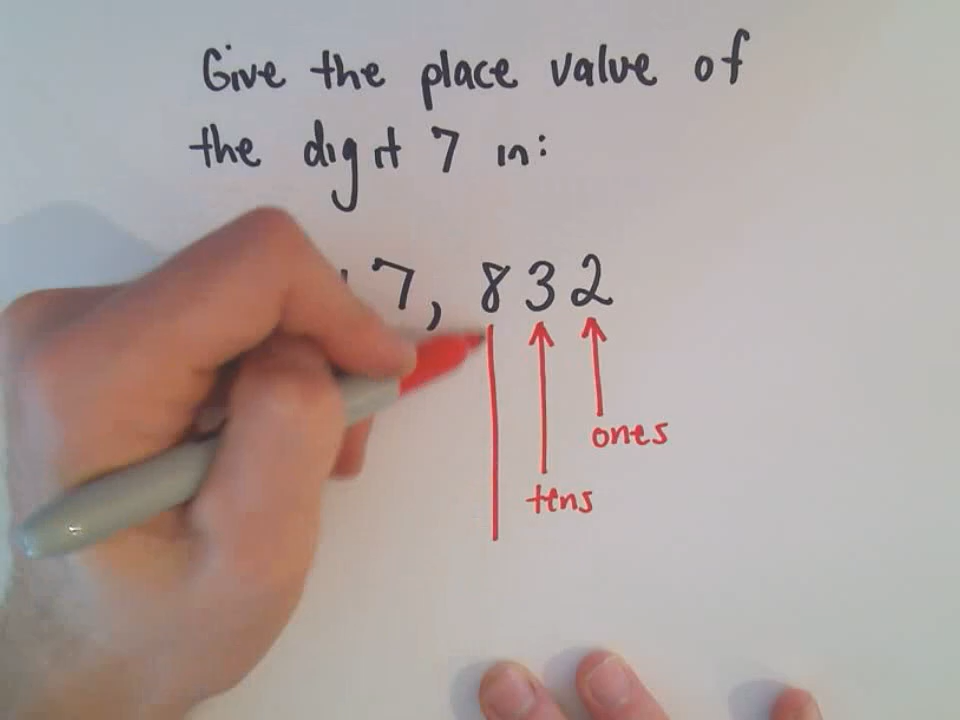 Give the place value of
the digit 7 in:
7, 832
ones
tens